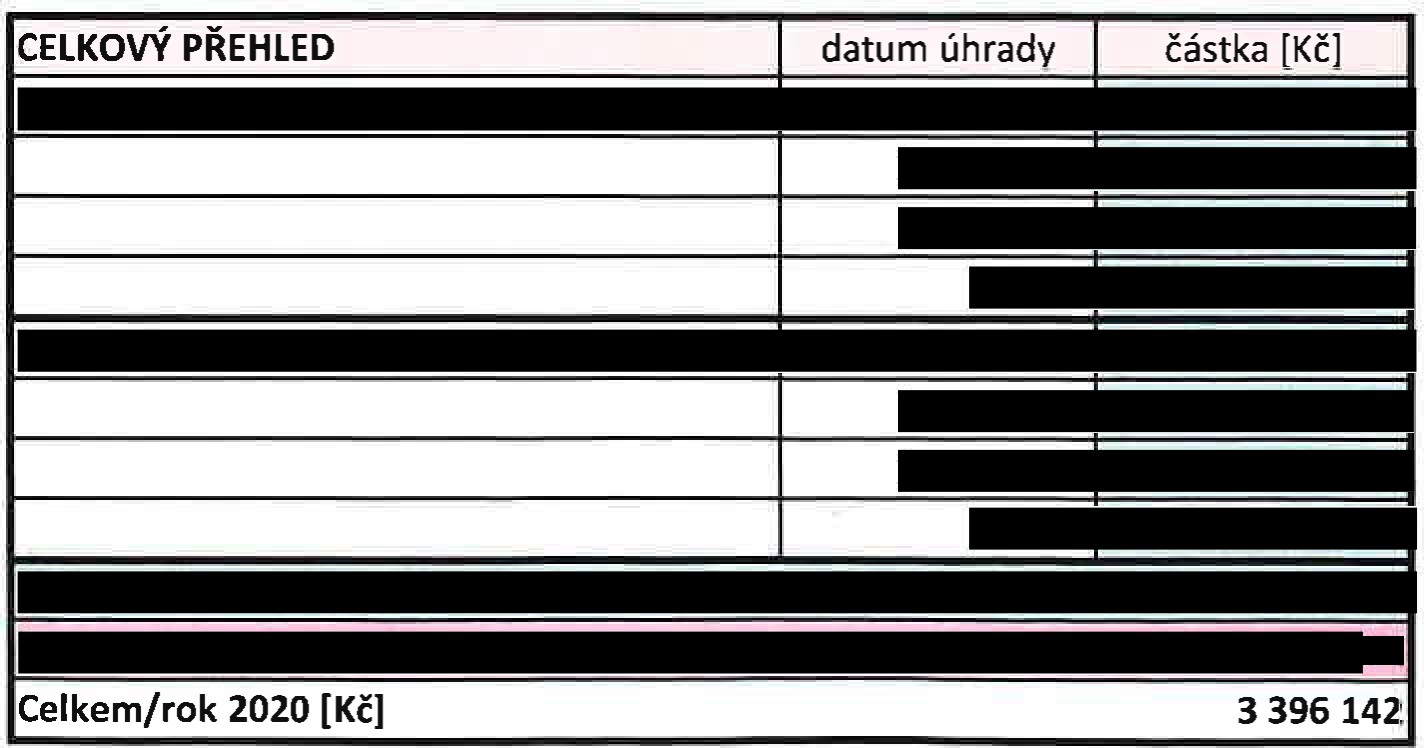 CELKOVÝ PŘEHLED datum úhrady částka [Kč]
Celkem/rok 2020 [Kč] 3 396 142